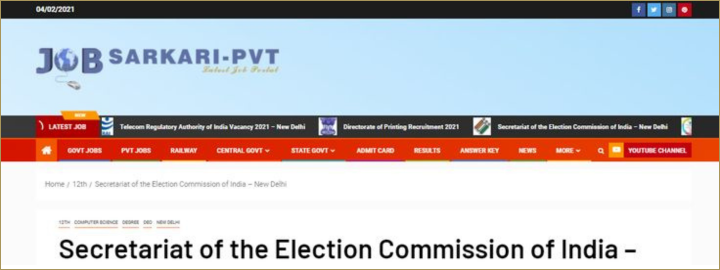 04/02/2021
JOB SARKARI-PVT
Latest Job Portal
NEW
LATEST JOB Telecom Regulatory Authority of India Vacancy 2021 – New Delhi Directorate of Printing Recruitment 2021 Secretariat of the Election Commission of India – New Delhi
GOVT JOBS PVT JOBS RAILWAY CENTRAL GOVT STATE GOVT ADMIT CARD RESULTS ANSWER KEY NEWS MORE YOUTUBE CHANNEL
Home / 12th / Secretariat of the Election Commission of India – New Delhi
12TH COMPUTER SCIENCE DEGREE DEO NEW DELHI
Secretariat of the Election Commission of India –